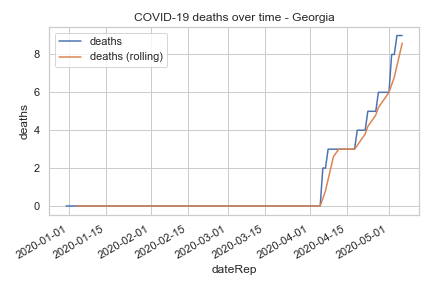 COVID-19 deaths over time - Georgia
deaths
deaths (rolling)
deaths
8
6
4
2
0
2020-01-01
2020-01-15
2020-02-01
2020-02-15
2020-03-01
2020-03-15
2020-04-01
2020-04-15
2020-05-01
dateRep